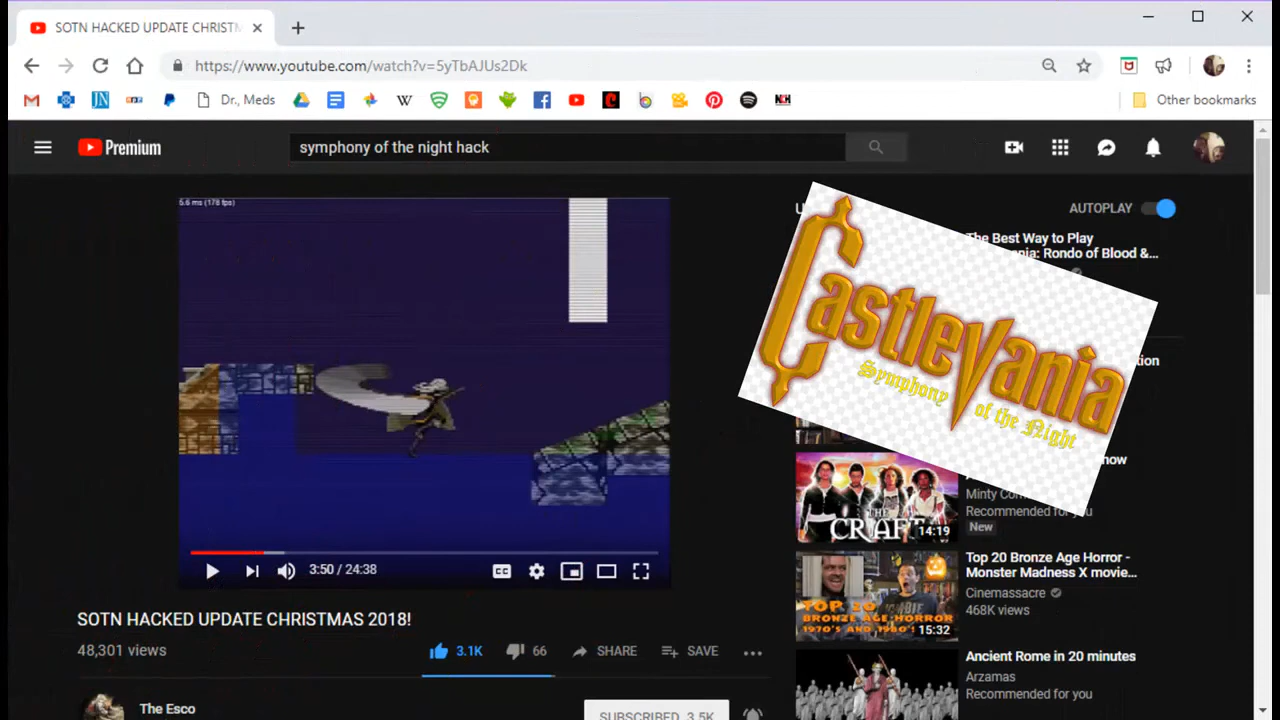 SOTN HACKED UPDATE CHRISTM
https://www.youtube.com/watch?v=5yTbAJUs2Dk
Dr., Meds
Other bookmarks
Premium
symphony of the night hack
5.6 ms (178 fps)
AUTOPLAY
The Best Way to Play
Rondo of Blood &...
Castlevania
Symphony
of the Night
THE
CRAFT
14:19
Minty
Recommended for you
New
TOP 20
BRONZE AGE HORROR
1970'S AND 1980'S!
15:32
Top 20 Bronze Age Horror -
Monster Madness X movie...
Cinemassacre
468K views
Ancient Rome in 20 minutes
Arzamas
Recommended for you
CC
3:50 / 24:38
SOTN HACKED UPDATE CHRISTMAS 2018!
48,301 views
3.1K
66
SHARE
SAVE
The Esco
SUBSCRIBED 3.5K